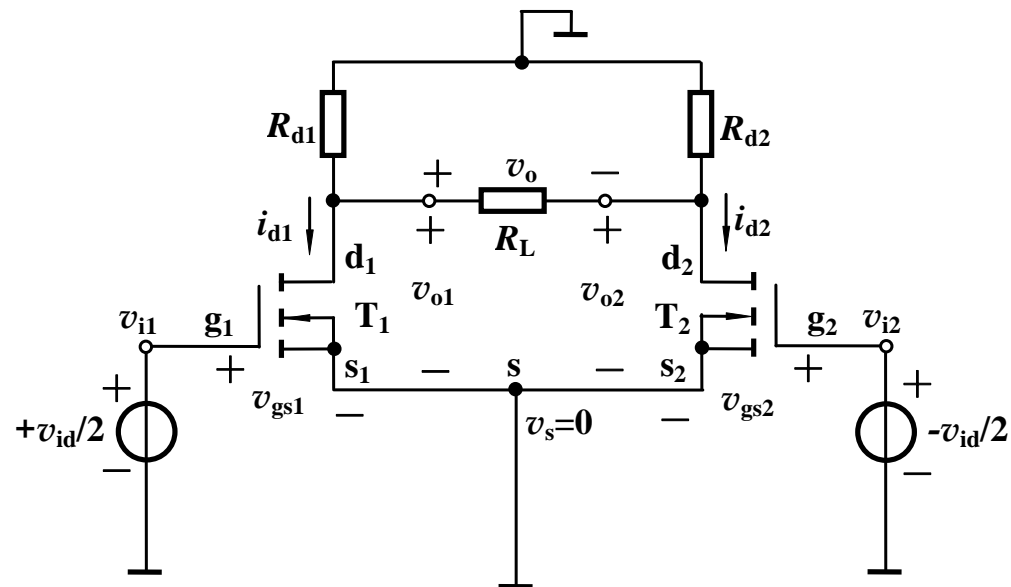 R_d1
R_d2
+ v_o −
R_L
i_d1
i_d2
+ +
d_1
d_2
v_o1
v_o2
T_1
T_2
v_i1
g_1
g_2
v_i2
+ +
s_1
− s −
s_2
v_gs1
− v_s=0 −
v_gs2
+ +
+v_id/2
-v_id/2
− −